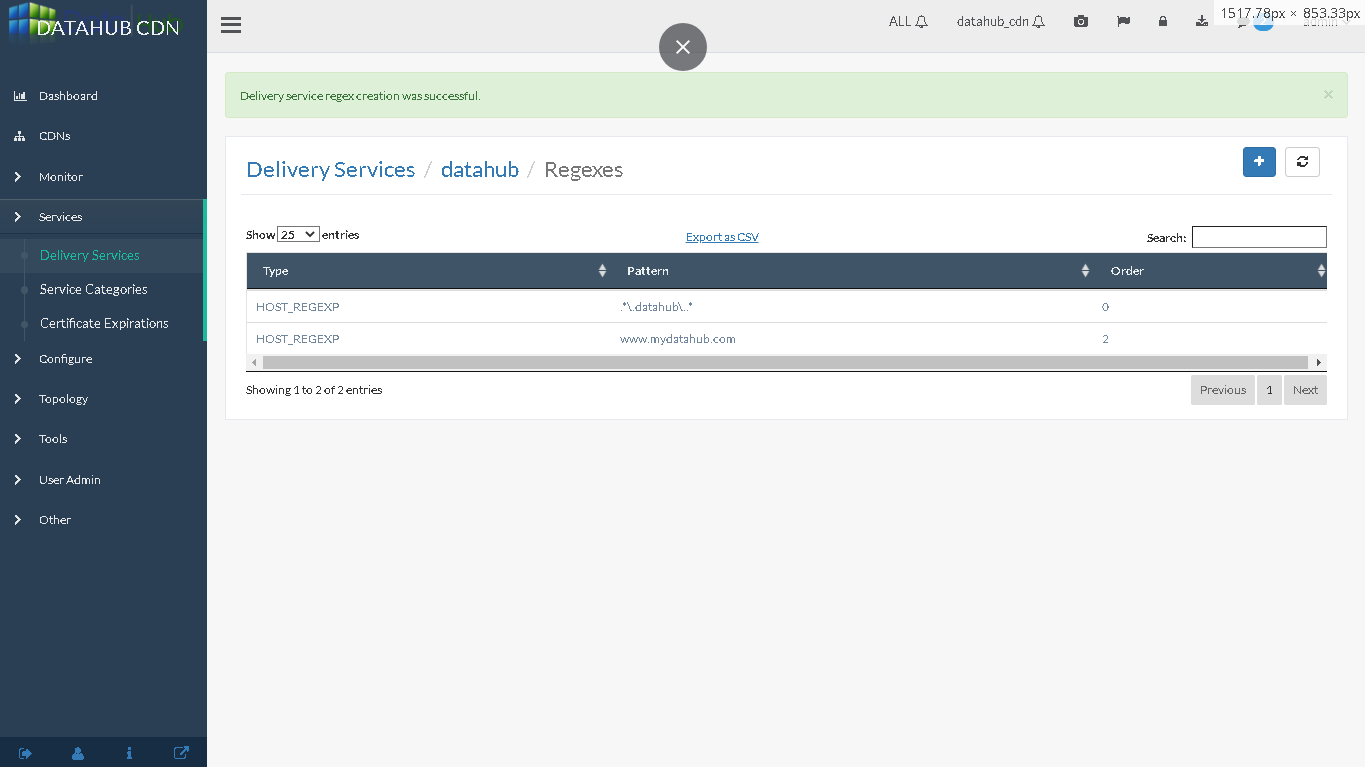 DATAHUB CDN
ALL
datahub_cdn
1517.78px × 853.33px
Dashboard
CDNs
Monitor
Services
Delivery Services
Service Categories
Certificate Expirations
Configure
Topology
Tools
User Admin
Other
Delivery service regex creation was successful.
×
Delivery Services / datahub / Regexes
Show 25 entries
Export as CSV
Search:
Type Pattern Order
HOST_REGEXP .*\.datahub\..* 0
HOST_REGEXP www.mydatahub.com 2
Showing 1 to 2 of 2 entries
Previous 1 Next